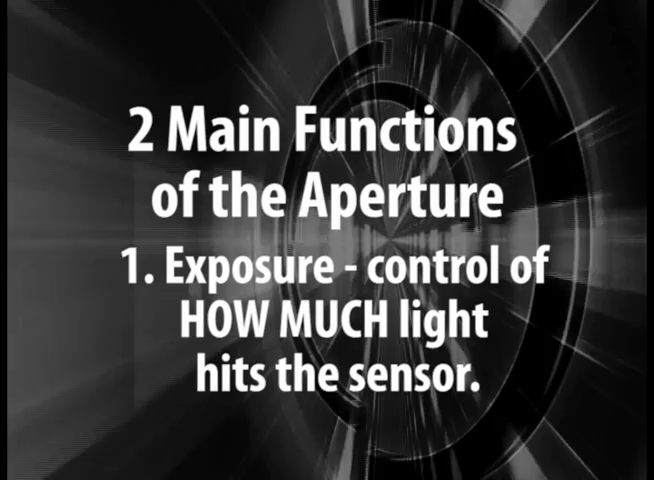 2 Main Functions
of the Aperture
1. Exposure - control of
HOW MUCH light
hits the sensor.